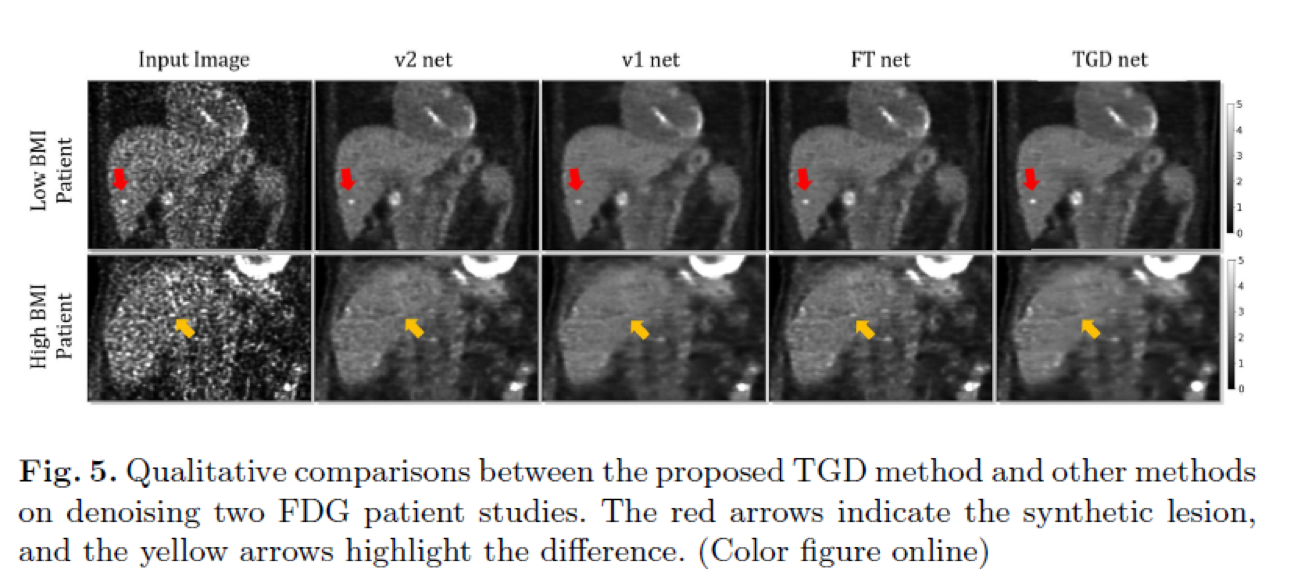 Input Image v2 net v1 net FT net TGD net
Low BMI
Patient
5
4
3
2
1
0
High BMI
Patient
5
4
3
2
1
0
Fig. 5. Qualitative comparisons between the proposed TGD method and other methods
on denoising two FDG patient studies. The red arrows indicate the synthetic lesion,
and the yellow arrows highlight the difference. (Color figure online)